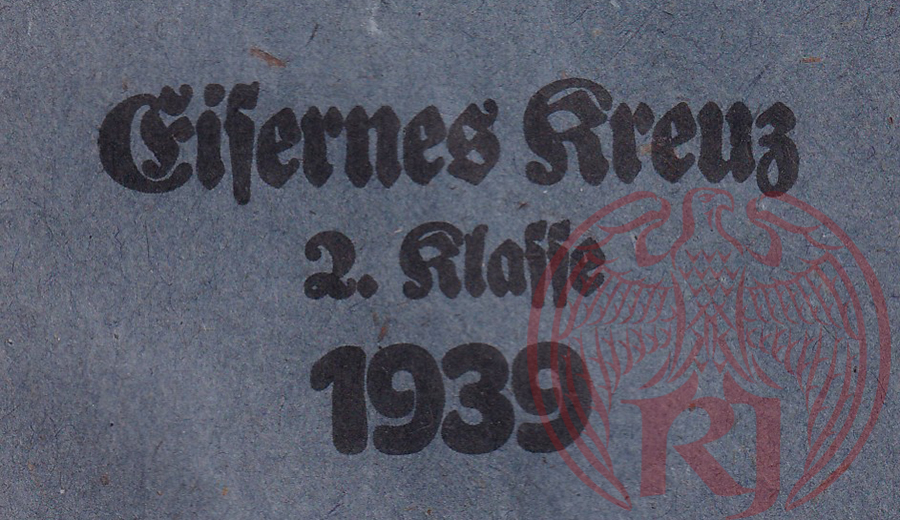 Eiſernes Kreuz
2. Klaſſe
1939
RJ